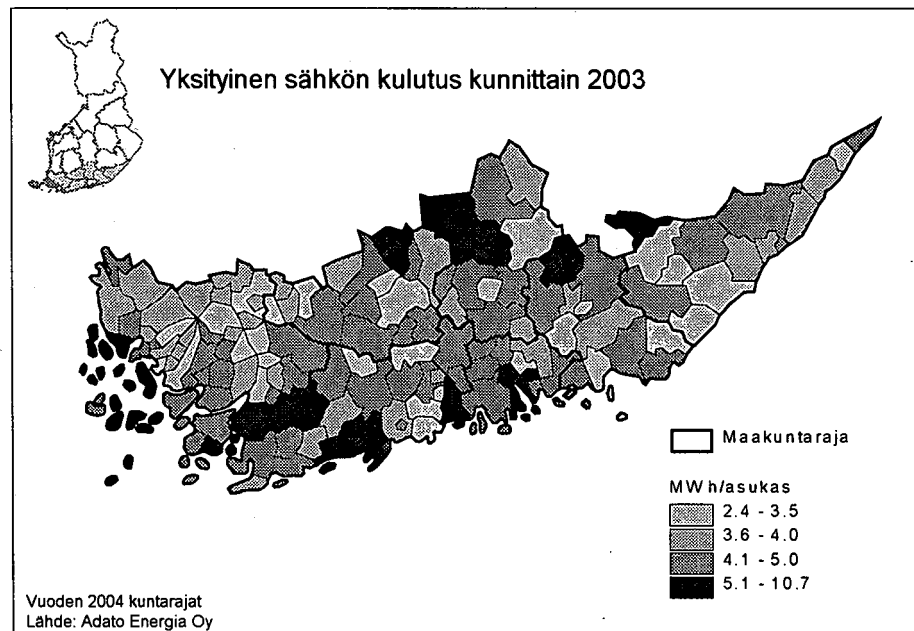 Yksityinen sähkön kulutus kunnittain 2003
Maakuntaraja
MWh/asukas
2.4 - 3.5
3.6 - 4.0
4.1 - 5.0
5.1 - 10.7
Vuoden 2004 kuntarajat
Lähde: Adato Energia Oy